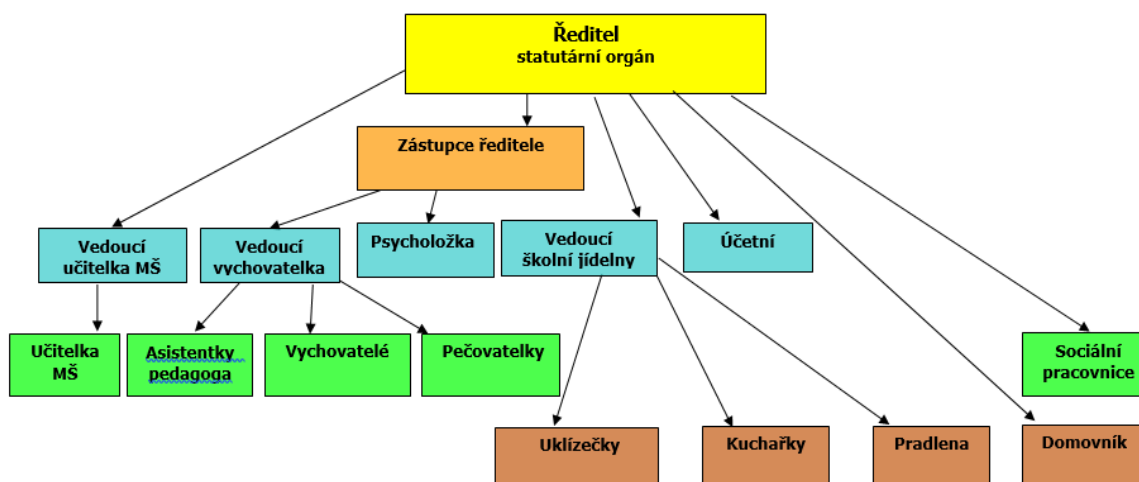 Ředitel
statutární orgán
Zástupce ředitele
Vedoucí
učitelka MŠ
Vedoucí
vychovatelka
Psycholožka
Vedoucí
školní jídelny
Účetní
Učitelka
MŠ
Asistentky
pedagoga
Vychovatelé
Pečovatelky
Sociální
pracovnice
Uklízečky
Kuchařky
Pradlena
Domovník